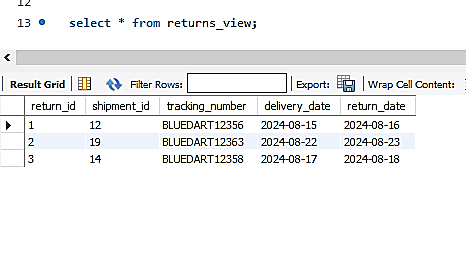 12
13 select * from returns_view;
Result Grid Filter Rows: Export: Wrap Cell Content:
return_id shipment_id tracking_number delivery_date return_date
1 12 BLUEDART12356 2024-08-15 2024-08-16
2 19 BLUEDART12363 2024-08-22 2024-08-23
3 14 BLUEDART12358 2024-08-17 2024-08-18